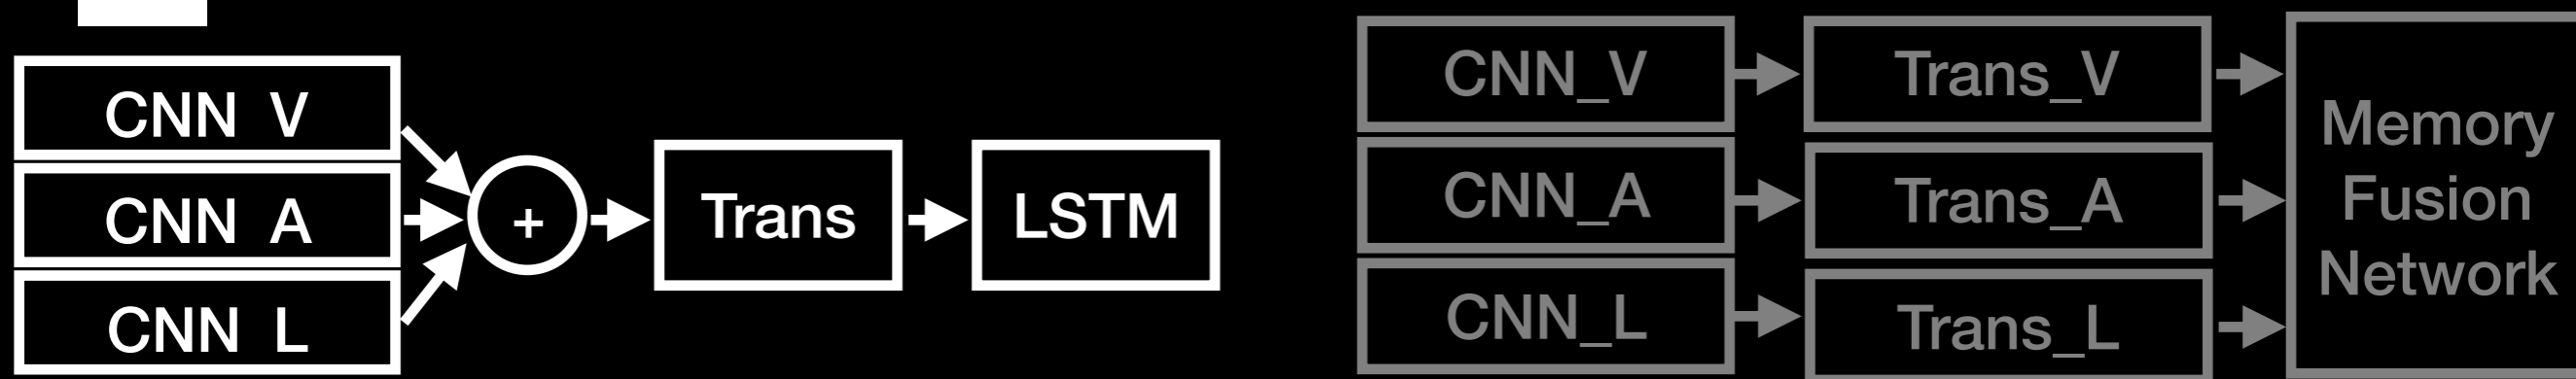 CNN V
CNN A
CNN L
+
Trans
LSTM
CNN_V
CNN_A
CNN_L
Trans_V
Trans_A
Trans_L
Memory
Fusion
Network